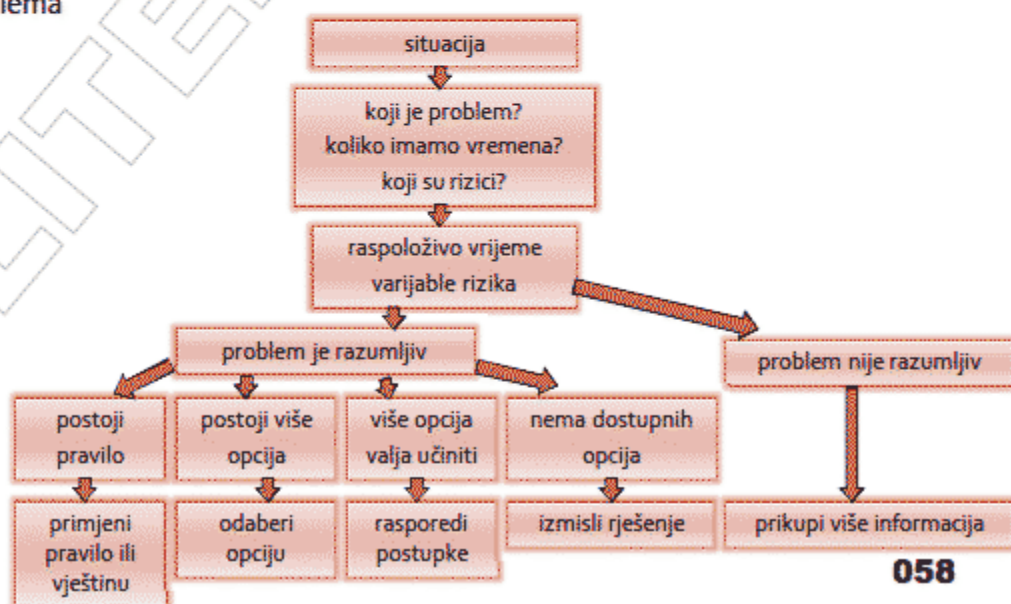 situacija
koji je problem?
koliko imamo vremena?
koji su rizici?
raspoloživo vrijeme
varijable rizika
problem je razumljiv
problem nije razumljiv
postoji
pravilo
postoji više
opcija
više opcija
valja učiniti
nema dostupnih
opcija
primjeni
pravilo ili
vještinu
odaberi
opciju
rasporedi
postupke
izmisli rješenje
prikupi više informacija
058